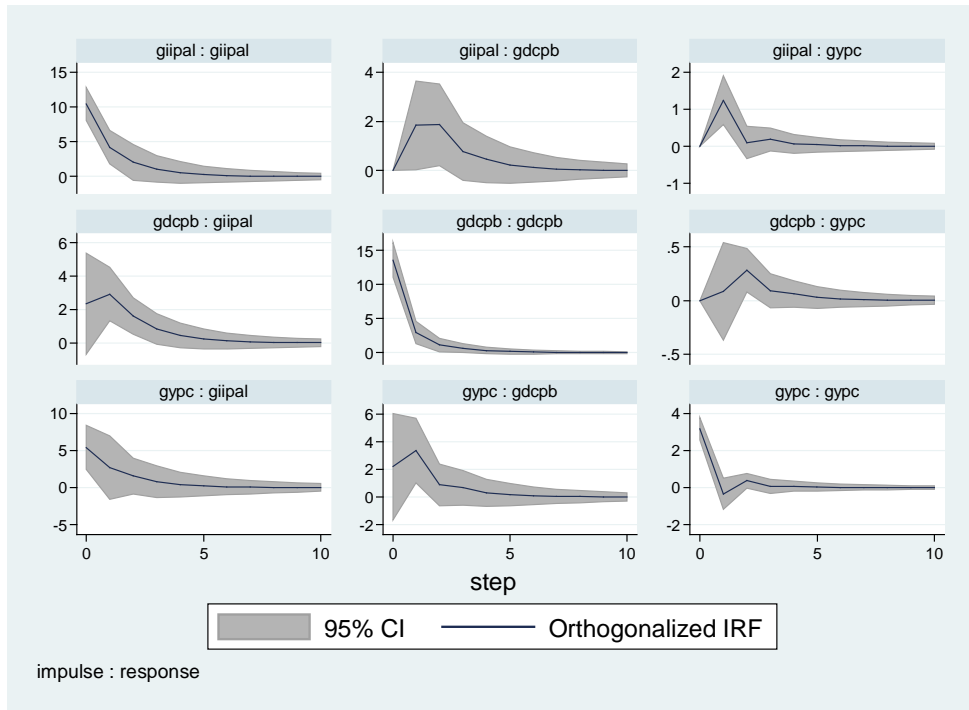 giipal : giipal
giipal : gdcpb
giipal : gypc
15
10
5
0
4
2
0
2
1
0
-1
gdcpb : giipal
gdcpb : gdcpb
gdcpb : gypc
6
4
2
0
15
10
5
0
.5
0
-.5
gypc : giipal
gypc : gdcpb
gypc : gypc
10
5
0
-5
6
4
2
0
-2
4
2
0
-2
0 5 10
0 5 10
0 5 10
step
95% CI
Orthogonalized IRF
impulse : response